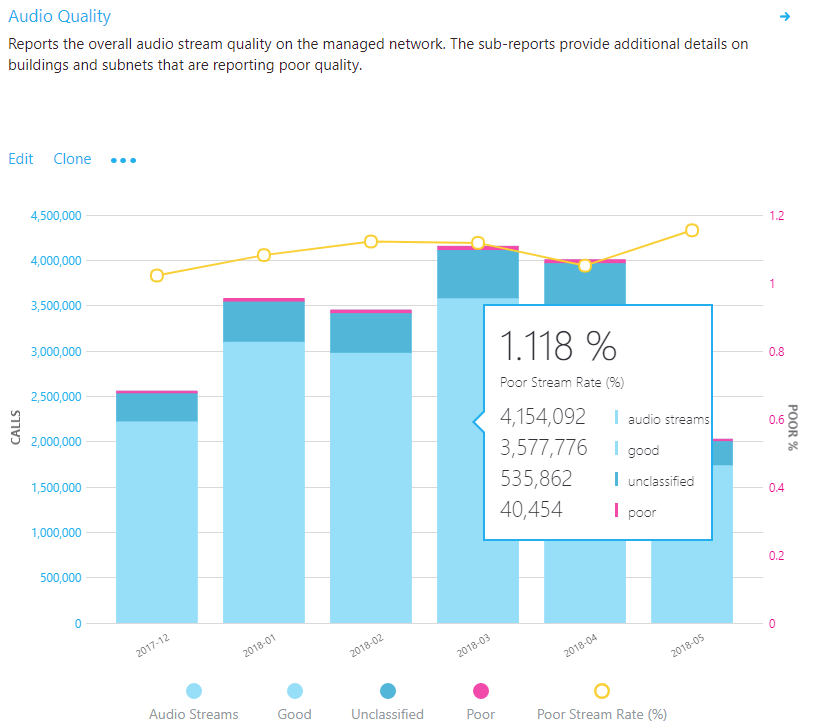 Audio Quality
Reports the overall audio stream quality on the managed network. The sub-reports provide additional details on
buildings and subnets that are reporting poor quality.
Edit Clone
4,500,000 1.2
4,000,000
3,500,000 1
3,000,000 0.8
2,500,000
2,000,000 0.6
1,500,000 0.4
1,000,000
500,000 0.2
0 0
CALLS
POOR %
1.118 %
Poor Stream Rate (%)
4,154,092 audio streams
3,577,776 good
535,862 unclassified
40,454 poor
2017-12 2018-01 2018-02 2018-03 2018-04 2018-05
Audio Streams Good Unclassified Poor Poor Stream Rate (%)